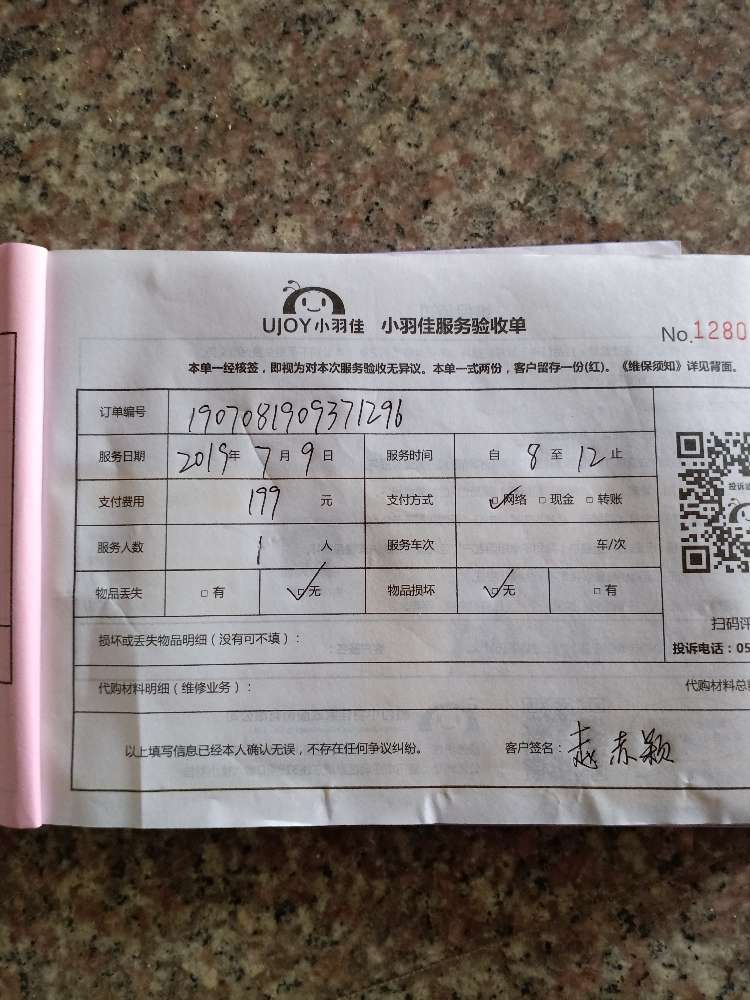 UJOY小羽佳 小羽佳服务验收单
No.1280
本单一经核签，即视为对本次服务验收无异议。本单一式两份，客户留存一份(红)。《维保须知》详见背面。
订单编号 1907081909371296
服务日期 2019年7月9日 服务时间 自 8 至 12 止
支付费用 199 元 支付方式 ☑网络 □现金 □转账
服务人数 1 人 服务车次 车/次
物品丢失 □有 ☑无 物品损坏 ☑无 □有
投诉
扫码评
损坏或丢失物品明细（没有可不填）：
投诉电话：05
代购材料明细（维修业务）：
代购材料总
以上填写信息已经本人确认无误，不存在任何争议纠纷。 客户签名：赵赤颖